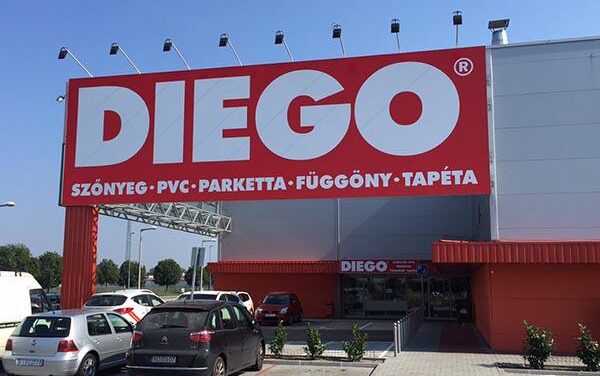 DIEGO®
SZŐNYEG · PVC · PARKETTA · FÜGGÖNY · TAPÉTA
DIEGO